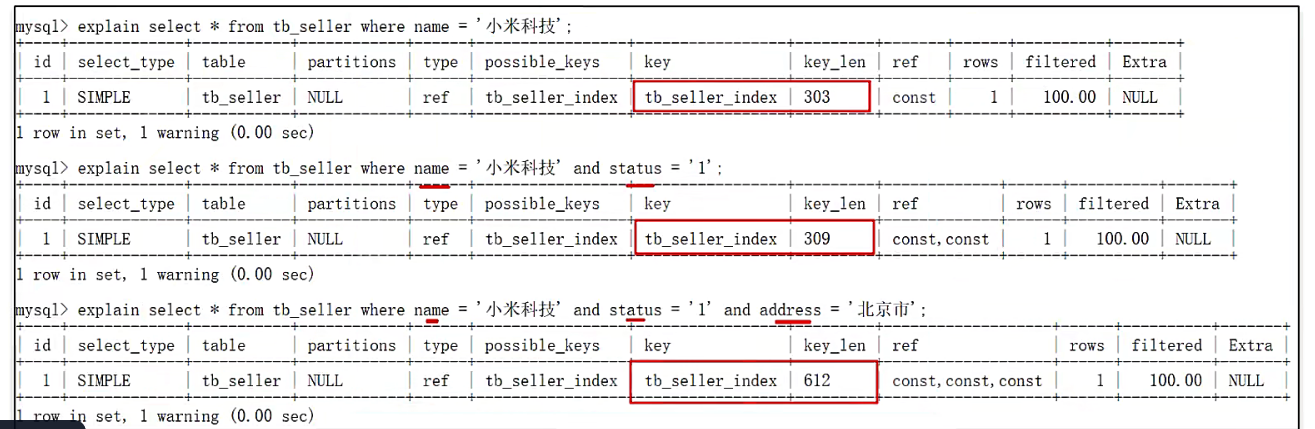 mysql> explain select * from tb_seller where name = '小米科技';
| id | select_type | table | partitions | type | possible_keys | key | key_len | ref | rows | filtered | Extra |
| 1 | SIMPLE | tb_seller | NULL | ref | tb_seller_index | tb_seller_index | 303 | const | 1 | 100.00 | NULL |
1 row in set, 1 warning (0.00 sec)
mysql> explain select * from tb_seller where name = '小米科技' and status = '1';
| id | select_type | table | partitions | type | possible_keys | key | key_len | ref | rows | filtered | Extra |
| 1 | SIMPLE | tb_seller | NULL | ref | tb_seller_index | tb_seller_index | 309 | const,const | 1 | 100.00 | NULL |
1 row in set, 1 warning (0.00 sec)
mysql> explain select * from tb_seller where name = '小米科技' and status = '1' and address = '北京市';
| id | select_type | table | partitions | type | possible_keys | key | key_len | ref | rows | filtered | Extra |
| 1 | SIMPLE | tb_seller | NULL | ref | tb_seller_index | tb_seller_index | 612 | const,const,const | 1 | 100.00 | NULL |
1 row in set, 1 warning (0.00 sec)